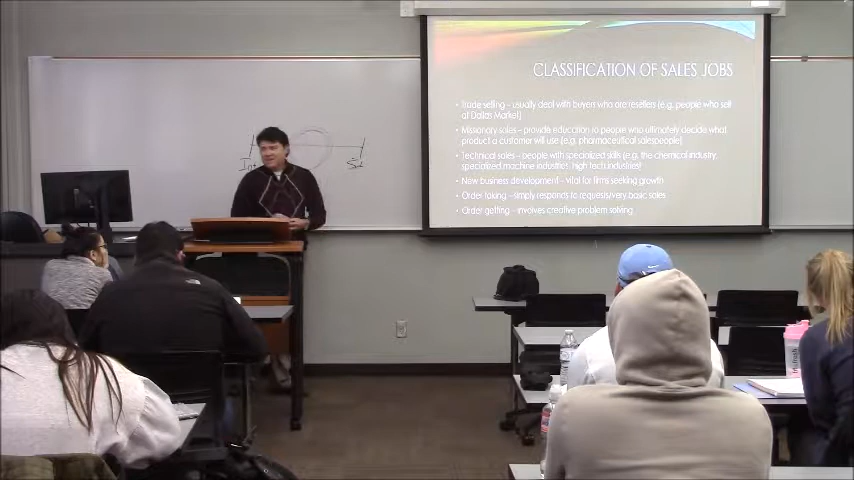 CLASSIFICATION OF SALES JOBS
• Trade selling – usually deal with buyers who are resellers (e.g. people who sell
at Dallas Market)
• Missionary sales – provide education to people who ultimately decide what
product a customer will use (e.g. pharmaceutical salespeople)
• Technical sales – people with specialized skills (e.g. the chemical industry,
specialized machine industries, high tech industries)
• New business development – vital for firms seeking growth
• Order taking – simply responds to requests/very basic sales
• Order getting – involves creative problem solving